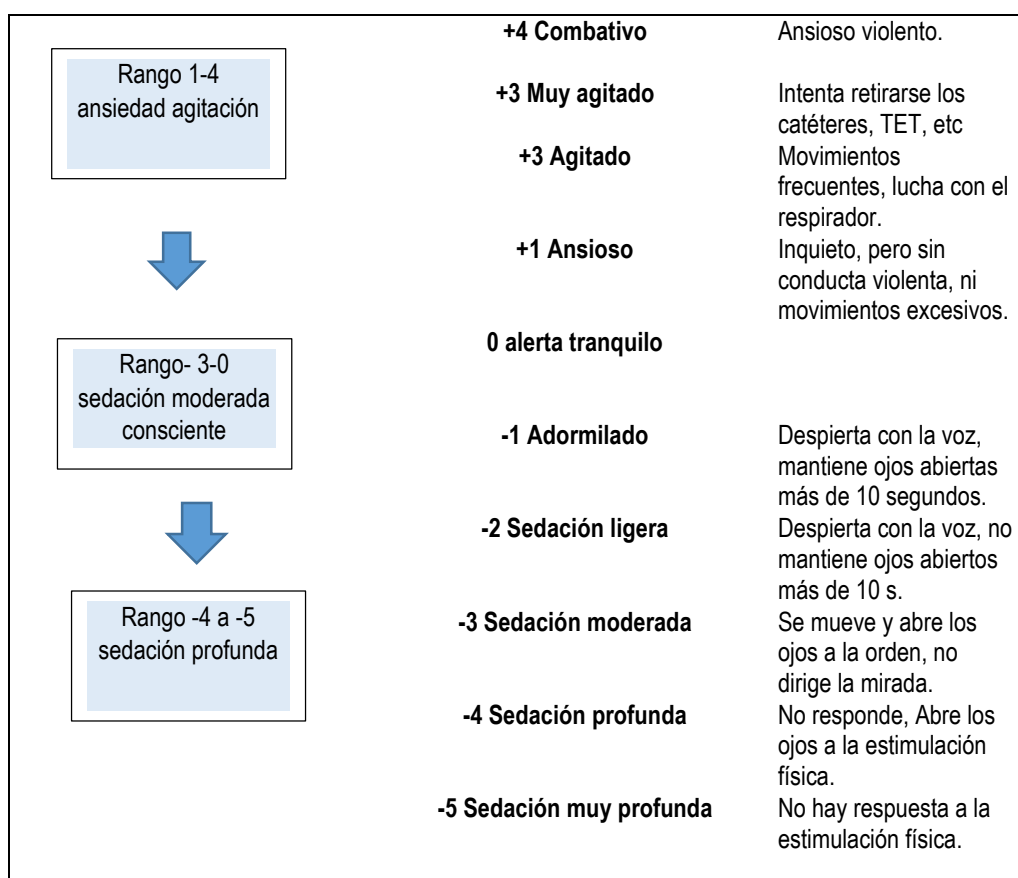 Rango 1-4
ansiedad agitación
Rango- 3-0
sedación moderada
consciente
Rango -4 a -5
sedación profunda
+4 Combativo
Ansioso violento.
+3 Muy agitado
Intenta retirarse los
catéteres, TET, etc
+3 Agitado
Movimientos
frecuentes, lucha con el
respirador.
+1 Ansioso
Inquieto, pero sin
conducta violenta, ni
movimientos excesivos.
0 alerta tranquilo
-1 Adormilado
Despierta con la voz,
mantiene ojos abiertas
más de 10 segundos.
-2 Sedación ligera
Despierta con la voz, no
mantiene ojos abiertos
más de 10 s.
-3 Sedación moderada
Se mueve y abre los
ojos a la orden, no
dirige la mirada.
-4 Sedación profunda
No responde, Abre los
ojos a la estimulación
física.
-5 Sedación muy profunda
No hay respuesta a la
estimulación física.